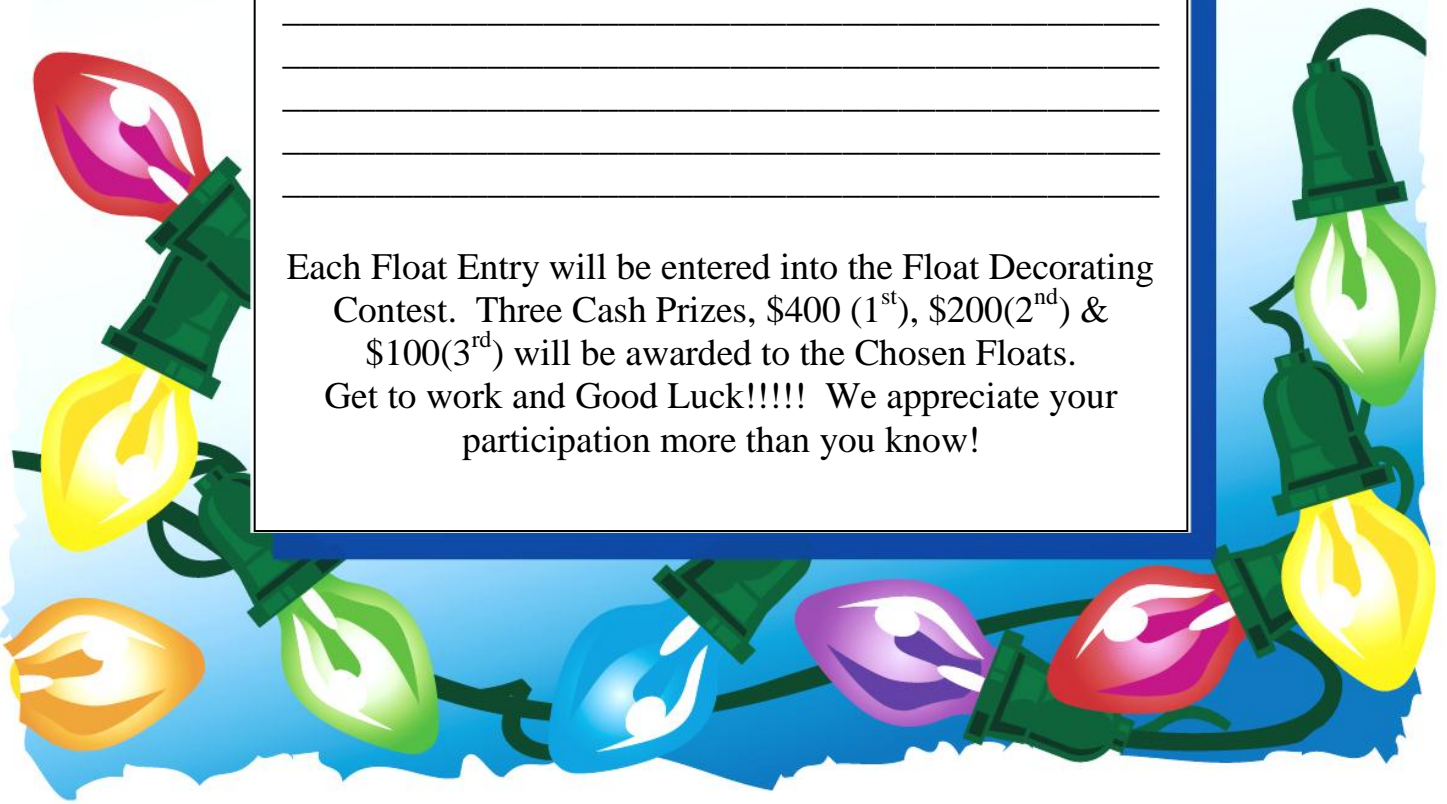 Each Float Entry will be entered into the Float Decorating
Contest.  Three Cash Prizes, $400 (1st), $200(2nd) &
$100(3rd) will be awarded to the Chosen Floats.
Get to work and Good Luck!!!!!  We appreciate your
participation more than you know!